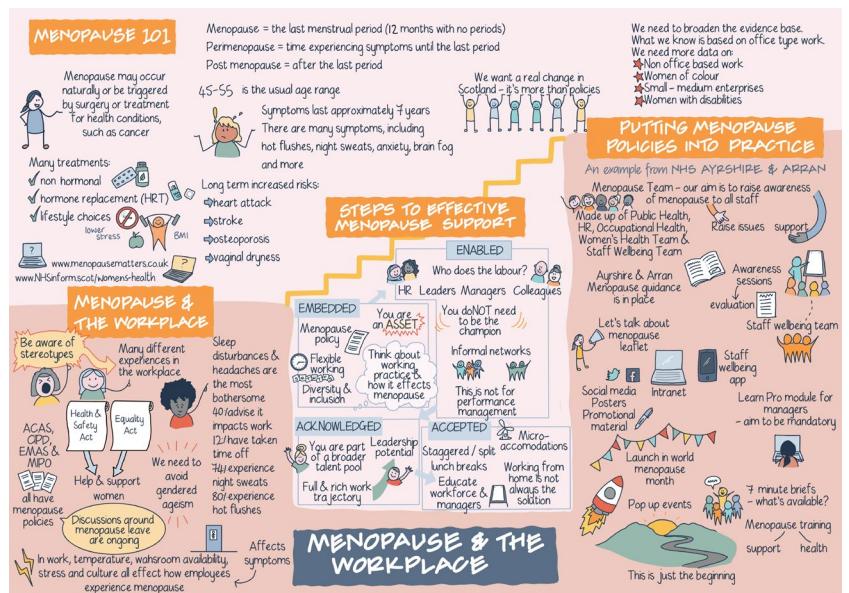 MENOPAUSE 101
Menopause = the last menstrual period (12 months with no periods)
Perimenopause = time experiencing symptoms until the last period
Post menopause = after the last period
45-55 is the usual age range
Symptoms last approximately 7 years
There are many symptoms, including
hot flushes, night sweats, anxiety, brain fog
and more
Menopause may occur
naturally or be triggered
by surgery or treatment
for health conditions,
such as cancer
Many treatments:
non hormonal
hormone replacement (HRT)
lifestyle choices
lower
stress
BMI
www.menopausematters.co.uk
www.NHSinform.scot/womens-health
Long term increased risks:
heart attack
stroke
osteoporosis
vaginal dryness
We want a real change in
Scotland - it's more than policies
We need to broaden the evidence base.
What we know is based on office type work.
We need more data on:
Non office based work
Women of colour
Small - medium enterprises
Women with disablities
MENOPAUSE &
THE WORKPLACE
Be aware of
stereotypes
Many different
experiences in
the workplace
Health &
Safety
Act
Equality
Act
Help & support
women
ACAS,
CIPD,
EMAS &
MIPO
all have
menopause
policies
Discussions around
menopause leave
are ongoing
We need to
avoid
gendered
ageism
Sleep
disturbances &
headaches are
the most
bothersome
40/advise it
impacts work
12/have taken
time off
74/experience
night sweats
80/experience
hot flushes
In work, temperature, wahsroom availability,
stress and culture all effect how employees
experience menopause
Affects
symptoms
STEPS TO EFFECTIVE
MENOPAUSE SUPPORT
ENABLED
Who does the labour?
HR Leaders Managers Colleagues
You do NOT need
to be the
champion
Informal networks
This is not for
performance
management
EMBEDDED
Menopause
policy
Flexible
working
Diversity &
inclusion
You are
an ASSET
Think about
working
practice &
how it effects
menopause
ACKNOWLEDGED
You are part
of a broader
talent pool
Leadership
potential
Full & rich work
trajectory
ACCEPTED
Micro-
accomodations
Staggered / split
lunch breaks
Educate
workforce &
managers
Working from
home is not
always the
solution
MENOPAUSE & THE
WORKPLACE
PUTTING MENOPAUSE
POLICIES INTO PRACTICE
An example from NHS AYRSHIRE & ARRAN
Menopause Team - our aim is to raise awareness
of menopause to all staff
Made up of Public Health,
HR, Occupational Health,
Women's Health Team &
Staff Wellbeing Team
Raise issues
support
Ayrshire & Arran
Menopause guidance
is in place
Awareness
sessions
evaluation
Staff wellbeing team
Let's talk about
menopause
leaflet
Social media
Posters
Promotional
material
Intranet
Staff
wellbeing
app
Learn Pro module for
managers
- aim to be mandatory
Launch in world
menopause
month
Pop up events
7 minute briefs
- what's available?
Menopause training
support
health
This is just the beginning